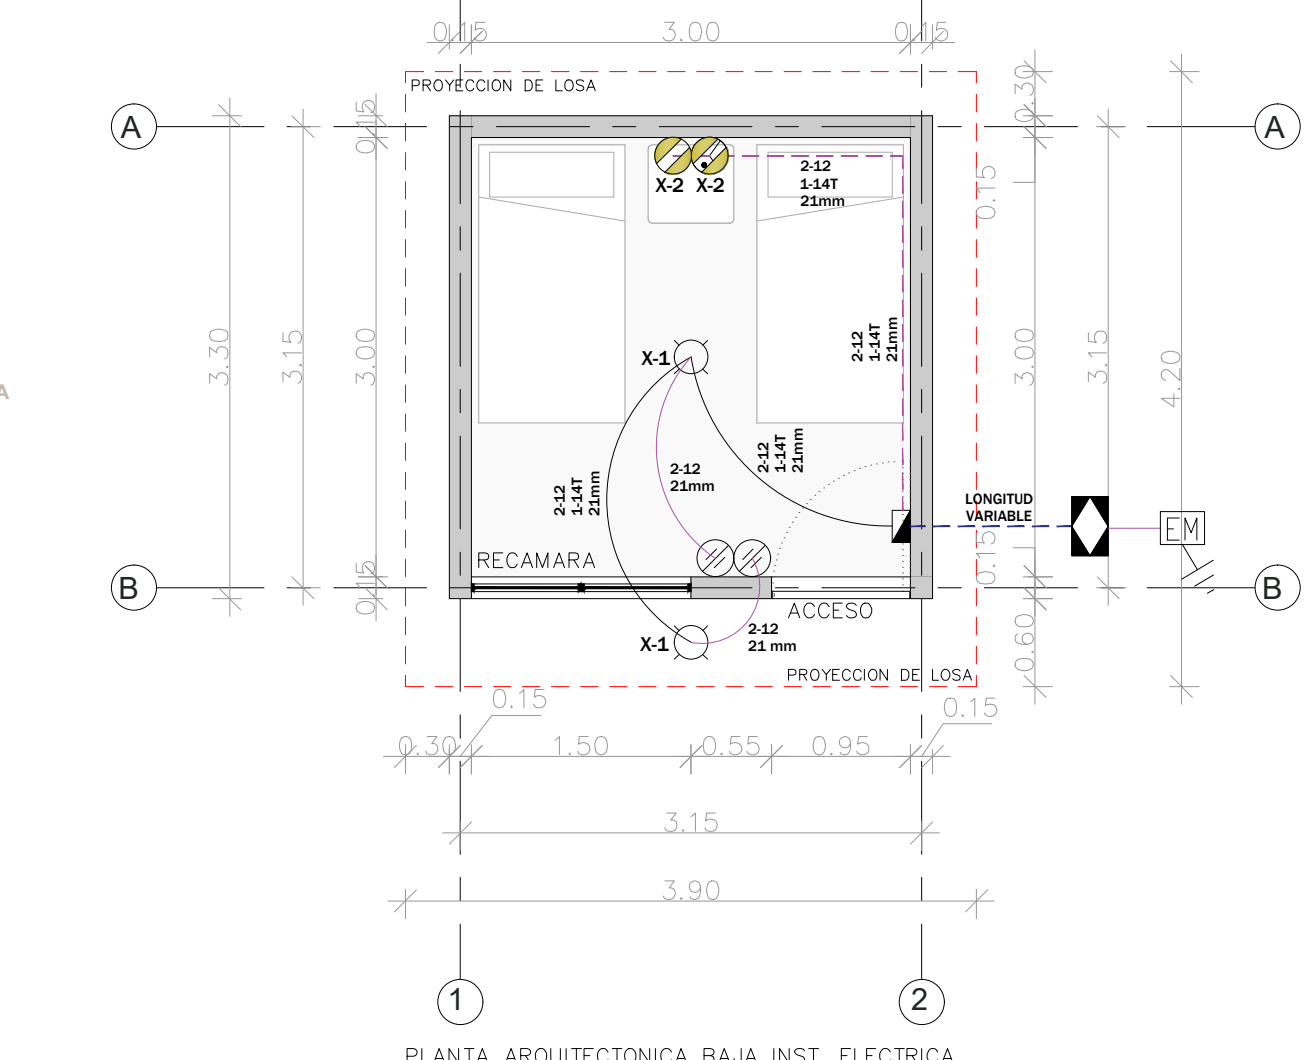 0.15
3.00
0.15
PROYECCION DE LOSA
0.30
A
A
0.15
X-2
X-2
2-12
1-14T
21mm
0.15
3.30
3.15
3.00
X-1
2-12
1-14T
21mm
3.00
3.15
4.20
A
2-12
1-14T
21mm
2-12
21mm
2-12
1-14T
21mm
LONGITUD
VARIABLE
EM
RECAMARA
0.15
0.15
B
B
ACCESO
X-1
2-12
21 mm
0.60
PROYECCION DE LOSA
0.15
0.15
0.30
1.50
0.55
0.95
3.15
3.90
1
2
PLANTA ARQUITECTONICA BAJA INST. ELECTRICA